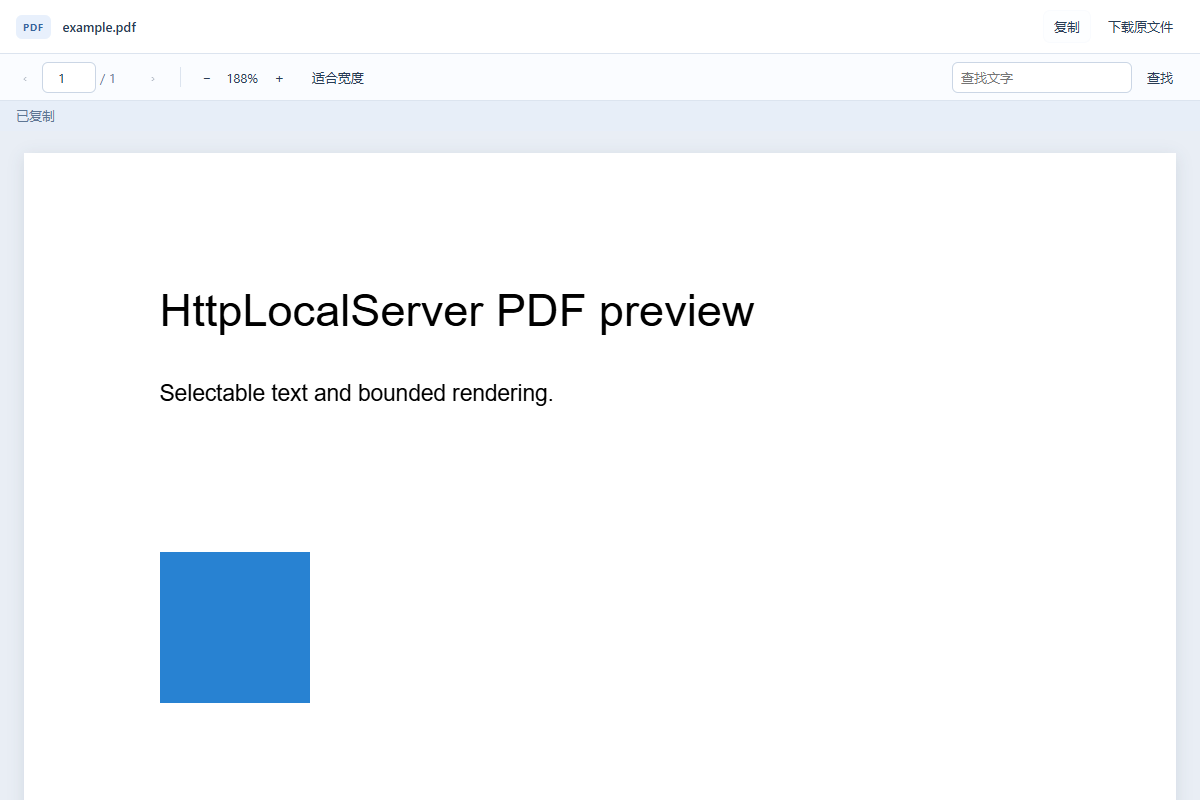 PDF example.pdf 复制 下载原文件
‹ 1 / 1 › − 188% + 适合宽度 查找文字 查找
已复制
HttpLocalServer PDF preview
Selectable text and bounded rendering.